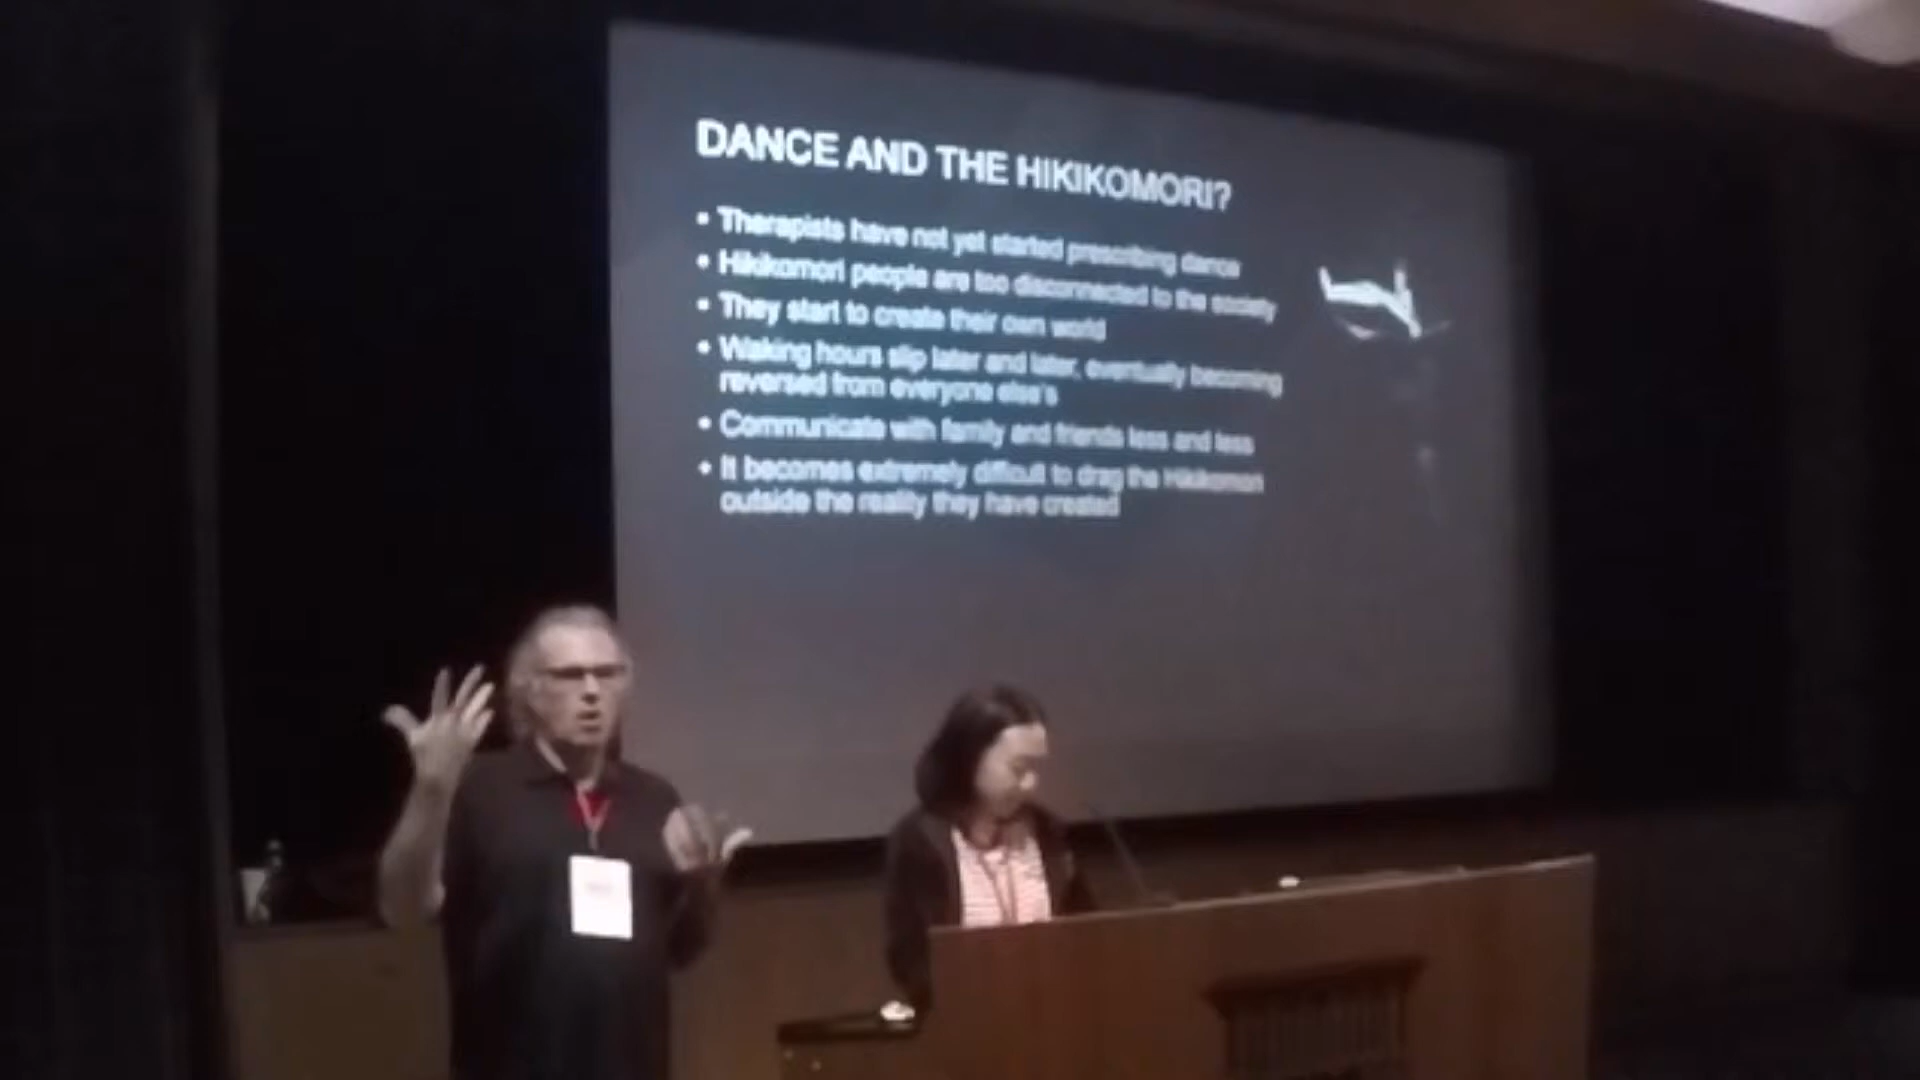 DANCE AND THE HIKIKOMORI?
• Therapists have not yet started prescribing dance
• Hikikomori people are too disconnected to the society
• They start to create their own world
• Waking hours slip later and later, eventually becoming
reversed from everyone else's
• Communicate with family and friends less and less
• It becomes extremely difficult to drag the Hikikomori
outside the reality they have created